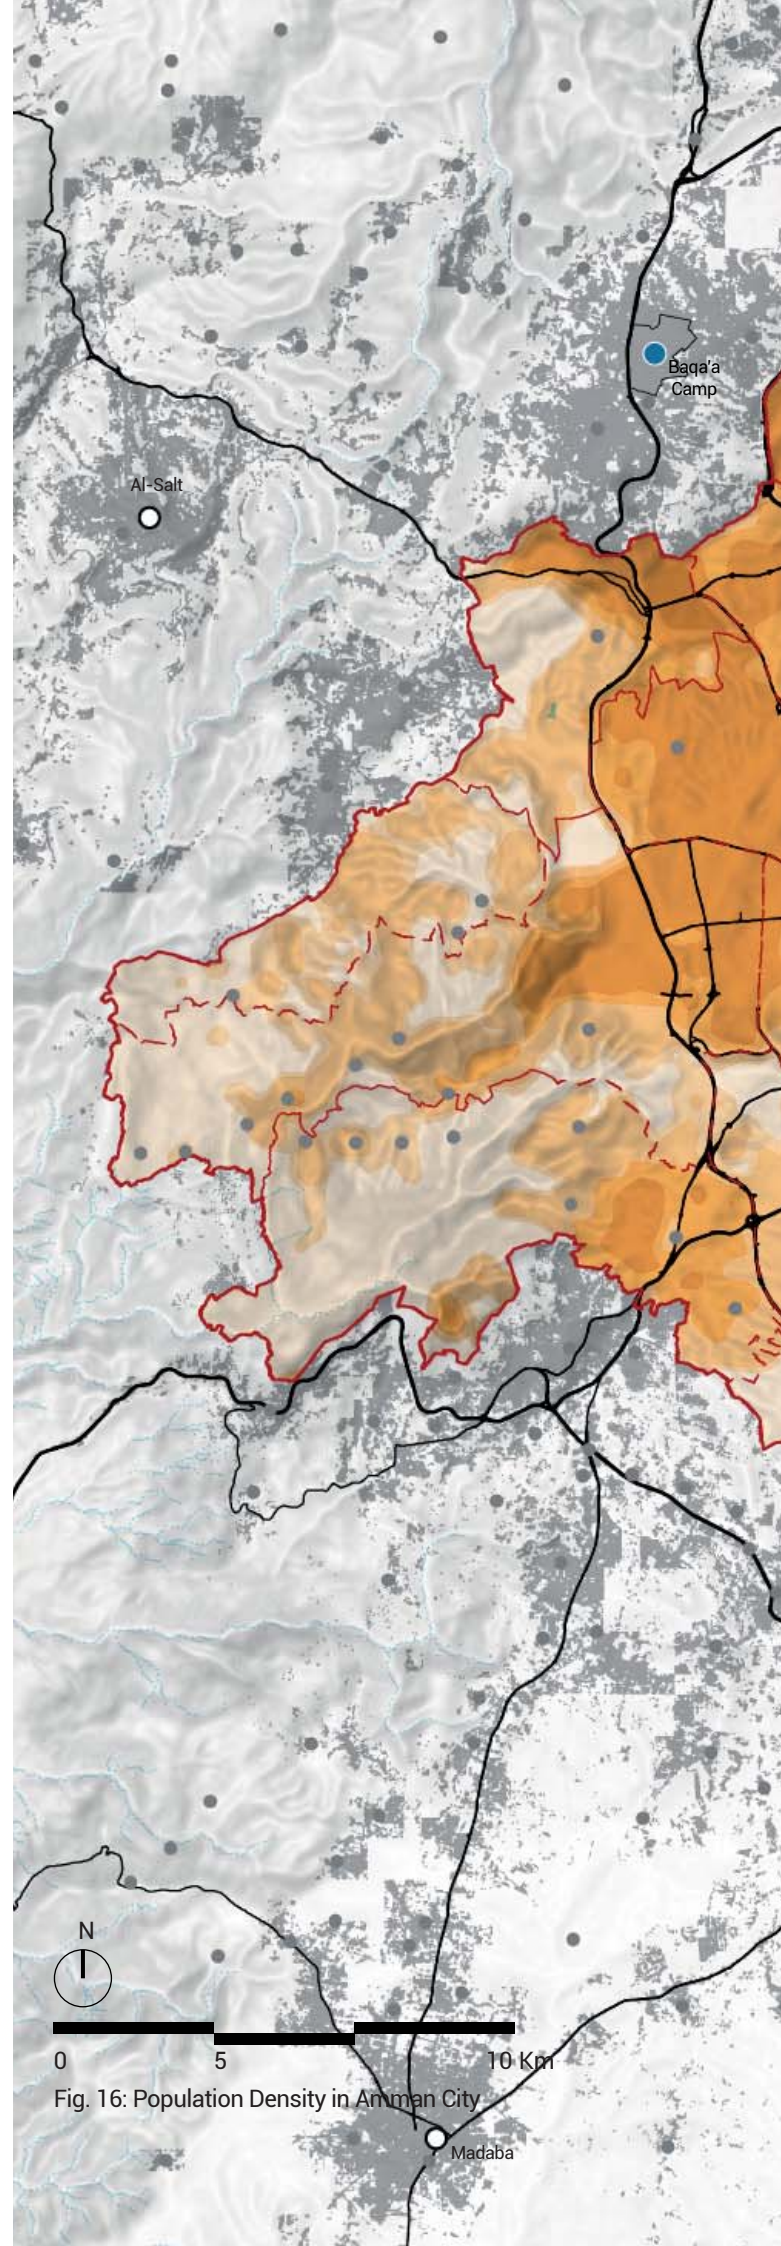 Baqa'a
Camp
Al-Salt
N
0 5 10 Km
Fig. 16: Population Density in Amman City
Madaba